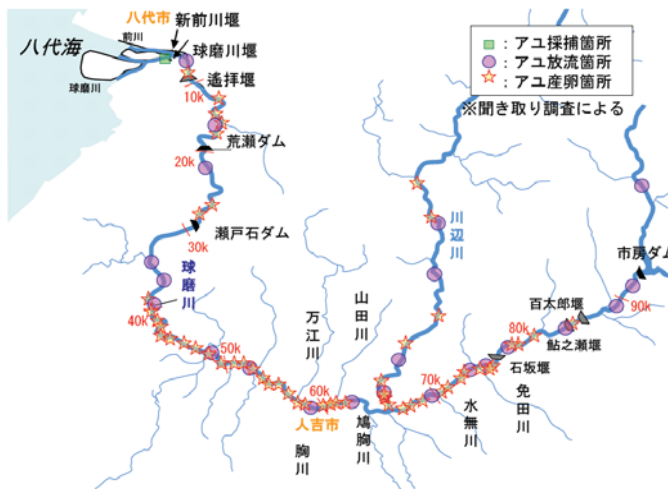 八代市
新前川堰
八代海
前川
球磨川堰
球磨川
遙拝堰
10k
:アユ採捕箇所
:アユ放流箇所
:アユ産卵箇所
※聞き取り調査による
荒瀬ダム
20k
瀬戸石ダム
30k
川辺川
市房ダム
球磨川
百太郎堰
90k
山田川
万江川
40k
80k
鮎之瀬堰
50k
石坂堰
70k
60k
免田川
水無川
人吉市
鳩胸川
胸川